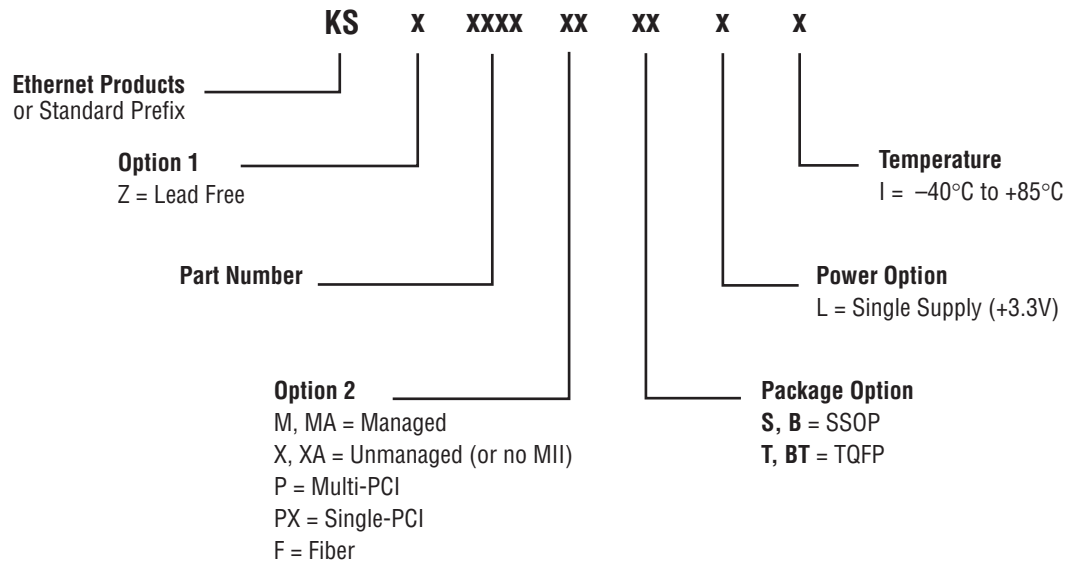 KS x xxxx xx xx x x
Ethernet Products
or Standard Prefix
Option 1
Z = Lead Free
Temperature
I = –40°C to +85°C
Part Number
Power Option
L = Single Supply (+3.3V)
Option 2
M, MA = Managed
X, XA = Unmanaged (or no MII)
P = Multi-PCI
PX = Single-PCI
F = Fiber
Package Option
S, B = SSOP
T, BT = TQFP